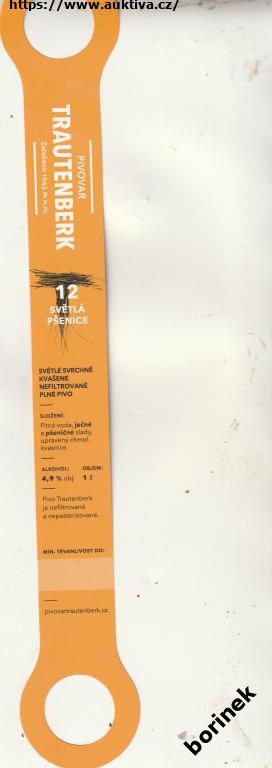 https://www.auktiva.cz/
PIVOVAR
TRAUTENBERK
Založeno 1045 m n.m.
12
SVĚTLÁ
PŠENICE
SVĚTLÉ SVRCHNĚ
KVAŠENÉ
NEFILTROVANÉ
PLNÉ PIVO
SLOŽENÍ:
Pitná voda, ječné
a pšeničné slady,
upravený chmel,
kvasnice.
ALKOHOL: OBJEM:
4,9 % obj. 1 ℓ
Pivo Trautenberk
je nefiltrované
a nepasterizované.
MIN. TRVANLIVOST DO:
pivovartrautenberk.cz
borinek